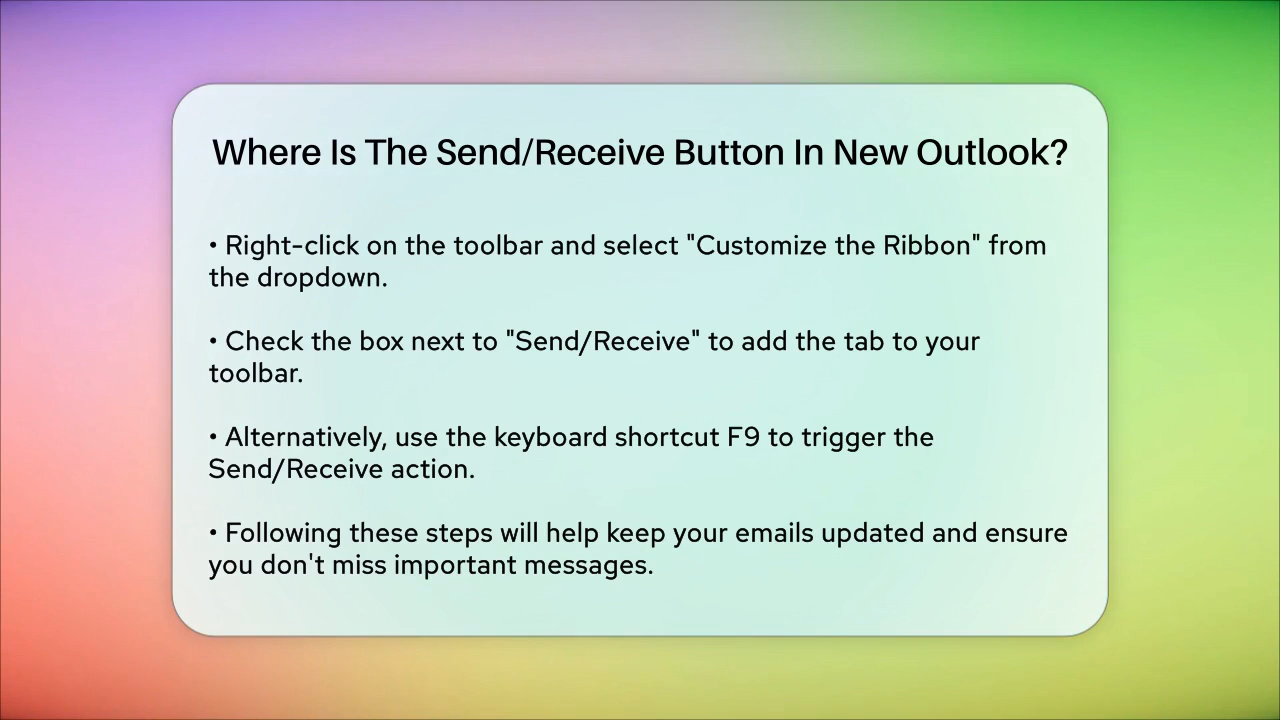 Where Is The Send/Receive Button In New Outlook?
• Right-click on the toolbar and select "Customize the Ribbon" from
the dropdown.
• Check the box next to "Send/Receive" to add the tab to your
toolbar.
• Alternatively, use the keyboard shortcut F9 to trigger the
Send/Receive action.
• Following these steps will help keep your emails updated and ensure
you don't miss important messages.